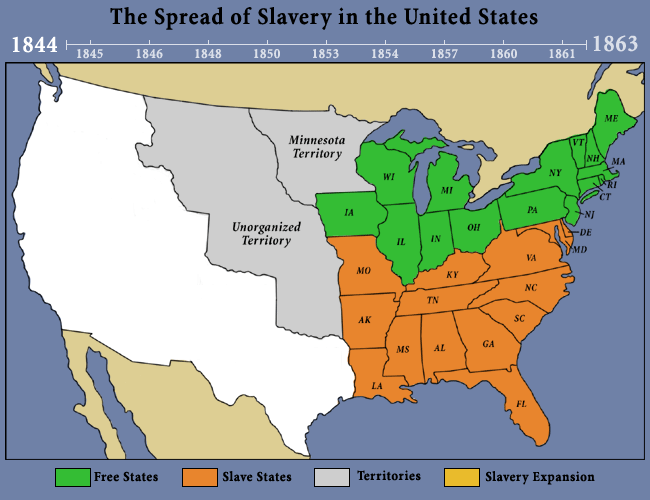 The Spread of Slavery in the United States
1844
1845
1846
1848
1850
1853
1854
1857
1860
1861
1863
Minnesota
Territory
Unorganized
Territory
ME
VT
NH
MA
NY
RI
CT
WI
MI
PA
NJ
IA
IL
IN
OH
DE
MD
MO
KY
VA
TN
NC
AK
SC
MS
AL
GA
LA
FL
Free States
Slave States
Territories
Slavery Expansion